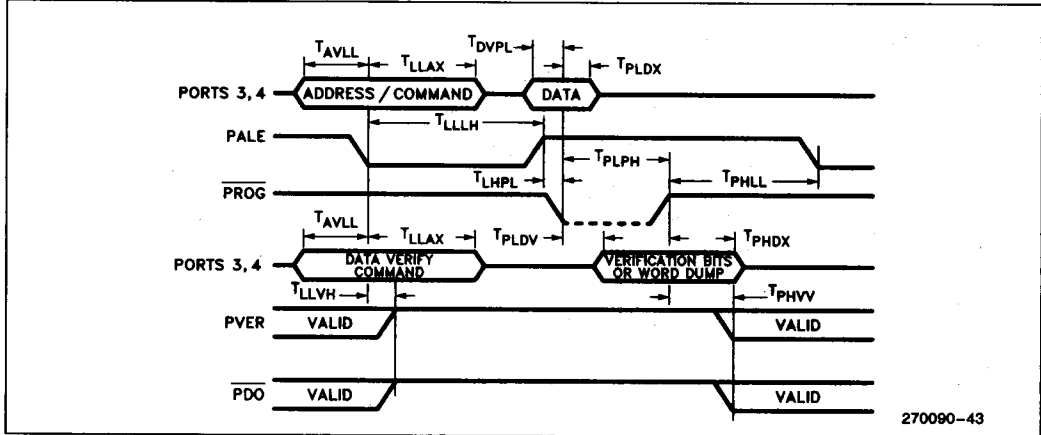 T_AVLL T_LLAX T_DVPL T_PLDX
PORTS 3, 4 ADDRESS / COMMAND DATA
T_LLLH
PALE
T_PLPH
T_LHPL T_PHLL
PROG
T_AVLL T_LLAX T_PLDV T_PHDX
PORTS 3, 4 DATA VERIFY COMMAND VERIFICATION BITS OR WORD DUMP
T_LLVH T_PHVV
PVER VALID VALID
PDO VALID VALID
270090-43